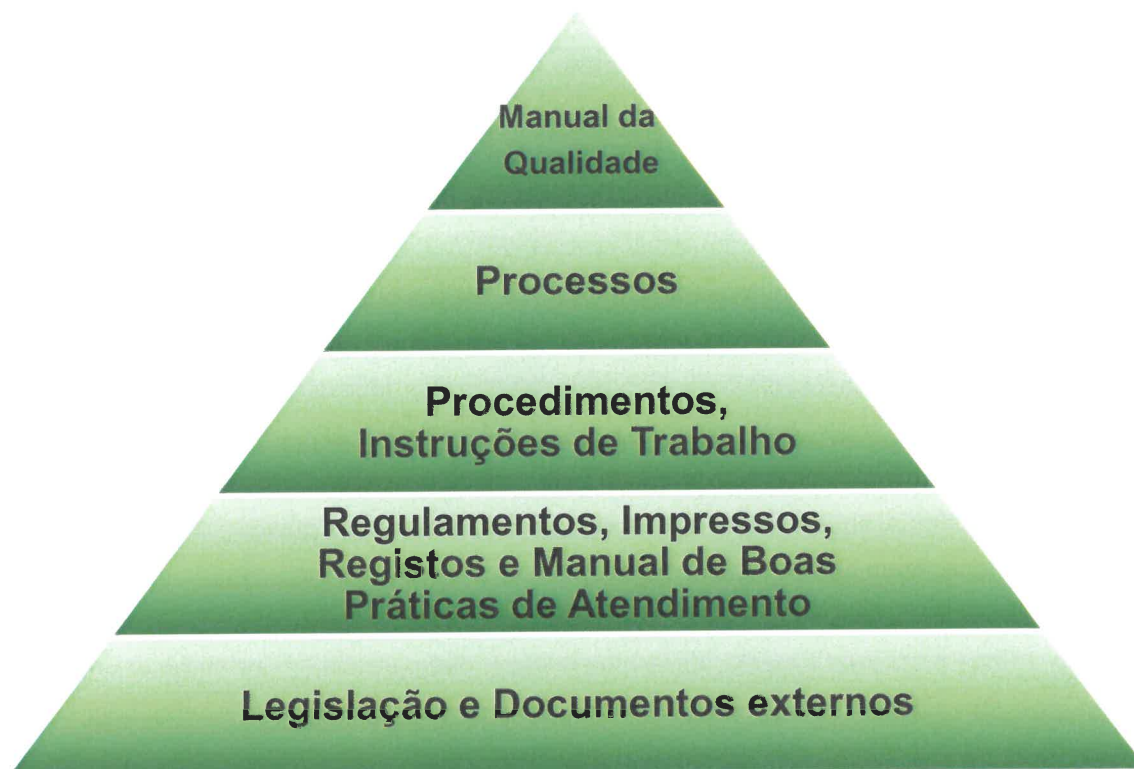 Manual da
Qualidade
Processos
Procedimentos,
Instruções de Trabalho
Regulamentos, Impressos,
Registos e Manual de Boas
Práticas de Atendimento
Legislação e Documentos externos